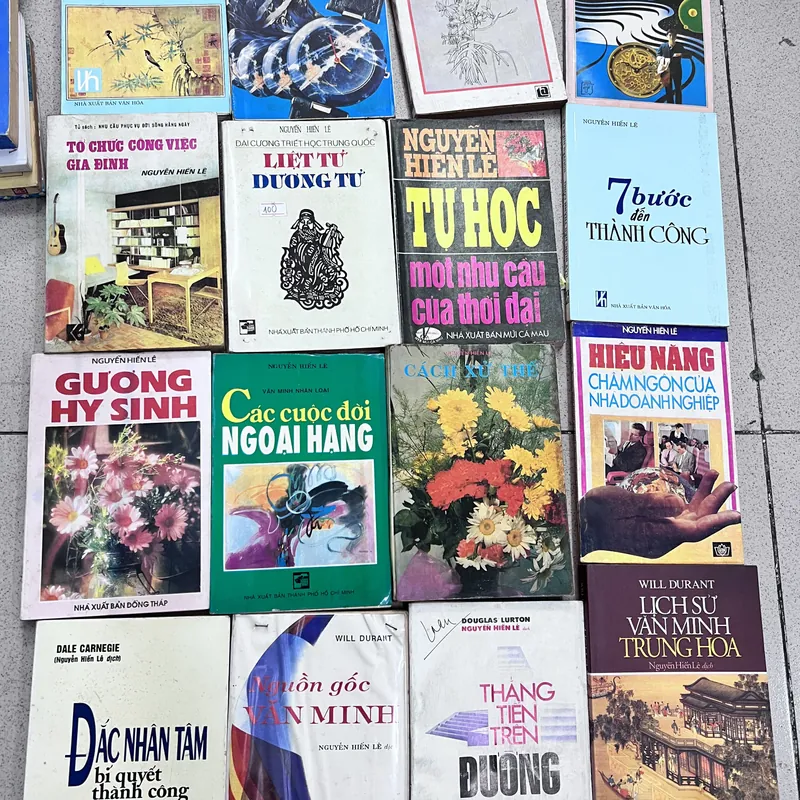 NHÀ XUẤT BẢN VĂN HÓA
Tủ sách : NHU CẦU PHỤC VỤ ĐỜI SỐNG HÀNG NGÀY
TỔ CHỨC CÔNG VIỆC
GIA ĐÌNH
NGUYỄN HIẾN LÊ
NGUYỄN HIẾN LÊ
ĐẠI CƯƠNG TRIẾT HỌC TRUNG QUỐC
LIỆT TỬ
DƯƠNG TỬ
100
NHÀ XUẤT BẢN THÀNH PHỐ HỒ CHÍ MINH
NGUYỄN
HIẾN LÊ
TỰ HỌC
một nhu cầu
của thời đại
NHÀ XUẤT BẢN MŨI CÀ MAU
NGUYỄN HIẾN LÊ
7 bước
đến
THÀNH CÔNG
NHÀ XUẤT BẢN VĂN HÓA
NGUYỄN HIẾN LÊ
GƯƠNG
HY SINH
NHÀ XUẤT BẢN ĐỒNG THÁP
NGUYỄN HIẾN LÊ
VĂN MINH NHÂN LOẠI
Các cuộc đời
NGOẠI HẠNG
NHÀ XUẤT BẢN THÀNH PHỐ HỒ CHÍ MINH
NGUYỄN HIẾN LÊ
CÁCH XỬ THẾ
NGUYỄN HIẾN LÊ
HIỆU NĂNG
CHÂM NGÔN CỦA
NHÀ DOANH NGHIỆP
DALE CARNEGIE
(Nguyễn Hiến Lê dịch)
ĐẮC NHÂN TÂM
bí quyết
thành công
WILL DURANT
Nguồn gốc
VĂN MINH
NGUYỄN HIẾN LÊ dịch
DOUGLAS LURTON
NGUYỄN HIẾN LÊ dịch
THẲNG
TIẾN
TRÊN
ĐƯỜNG
WILL DURANT
LỊCH SỬ
VĂN MINH
TRUNG HOA
Nguyễn Hiến Lê dịch